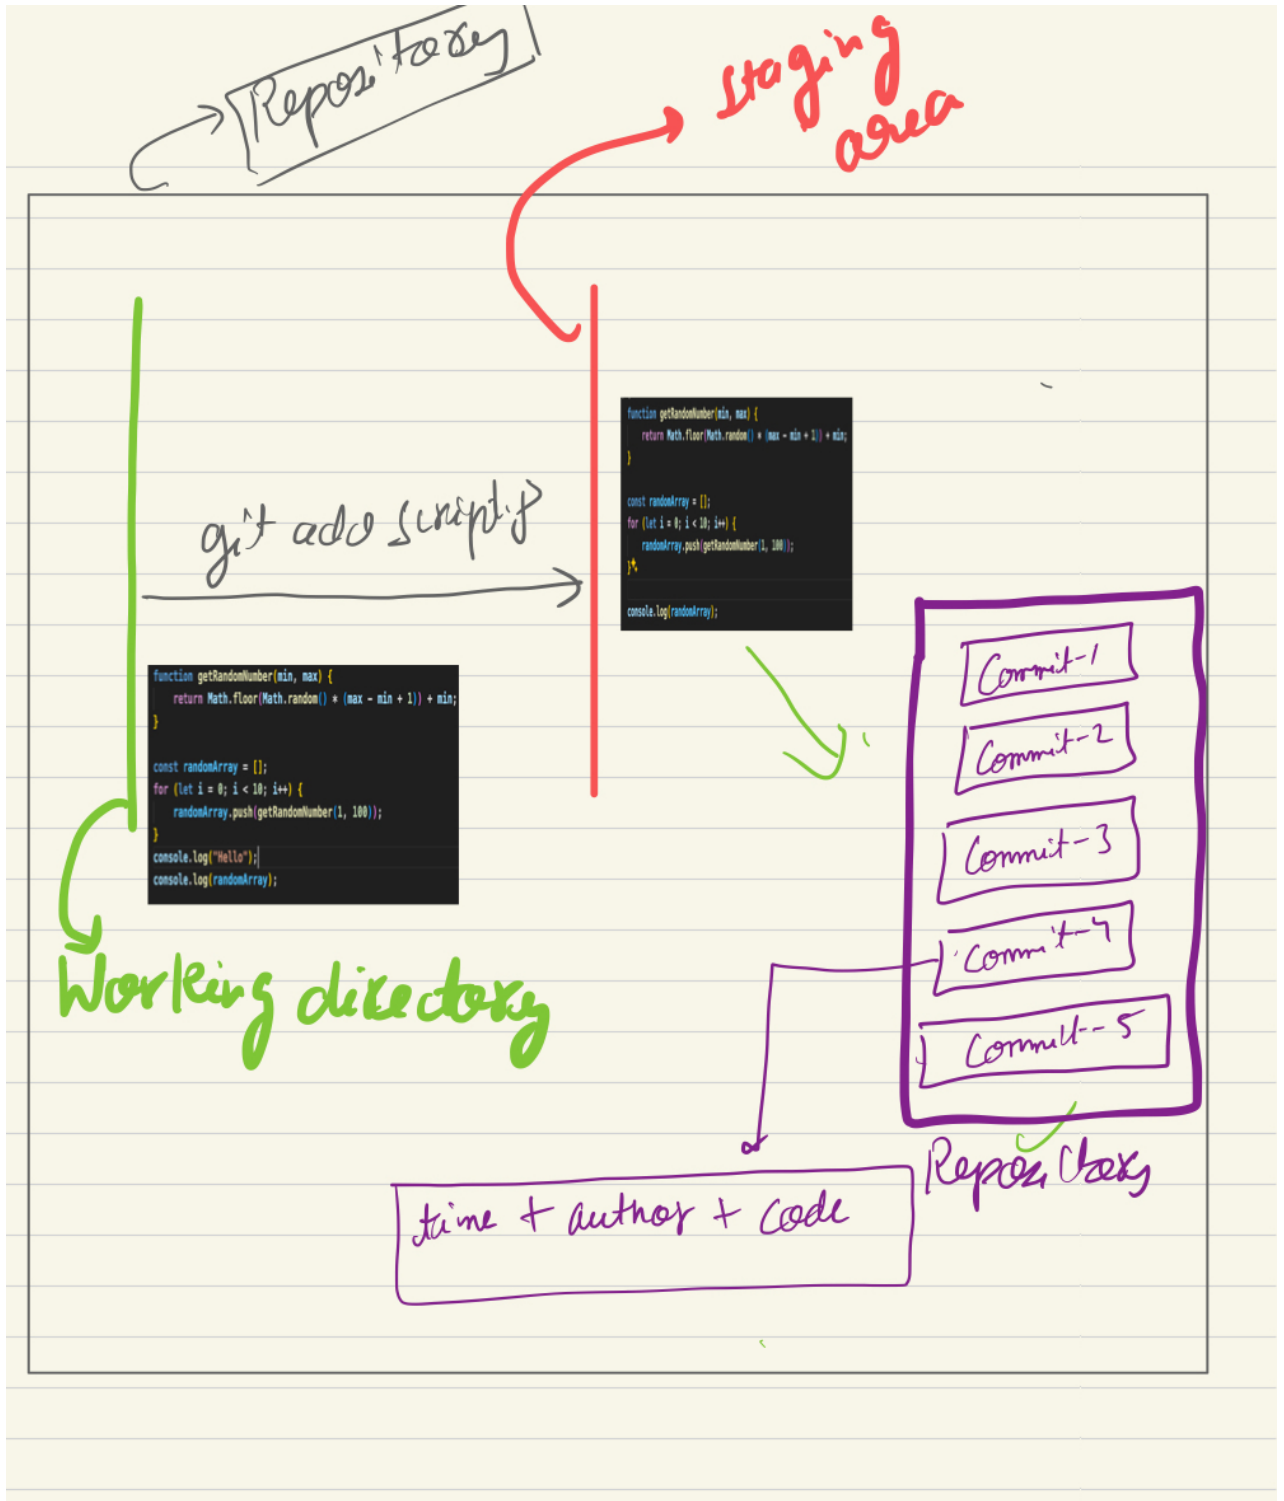 Repository
staging
area
function getRandomNumber(min, max) {
return Math.floor(Math.random() * (max - min + 1)) + min;
}
const randomArray = [];
for (let i = 0; i < 10; i++) {
randomArray.push(getRandomNumber(1, 100));
}
console.log(randomArray);
git add script.js
function getRandomNumber(min, max) {
return Math.floor(Math.random() * (max - min + 1)) + min;
}
const randomArray = [];
for (let i = 0; i < 10; i++) {
randomArray.push(getRandomNumber(1, 100));
}
console.log("Hello");
console.log(randomArray);
Working directory
Commit-1
Commit-2
Commit-3
Commit-4
Commit--5
Repository
time + author + code